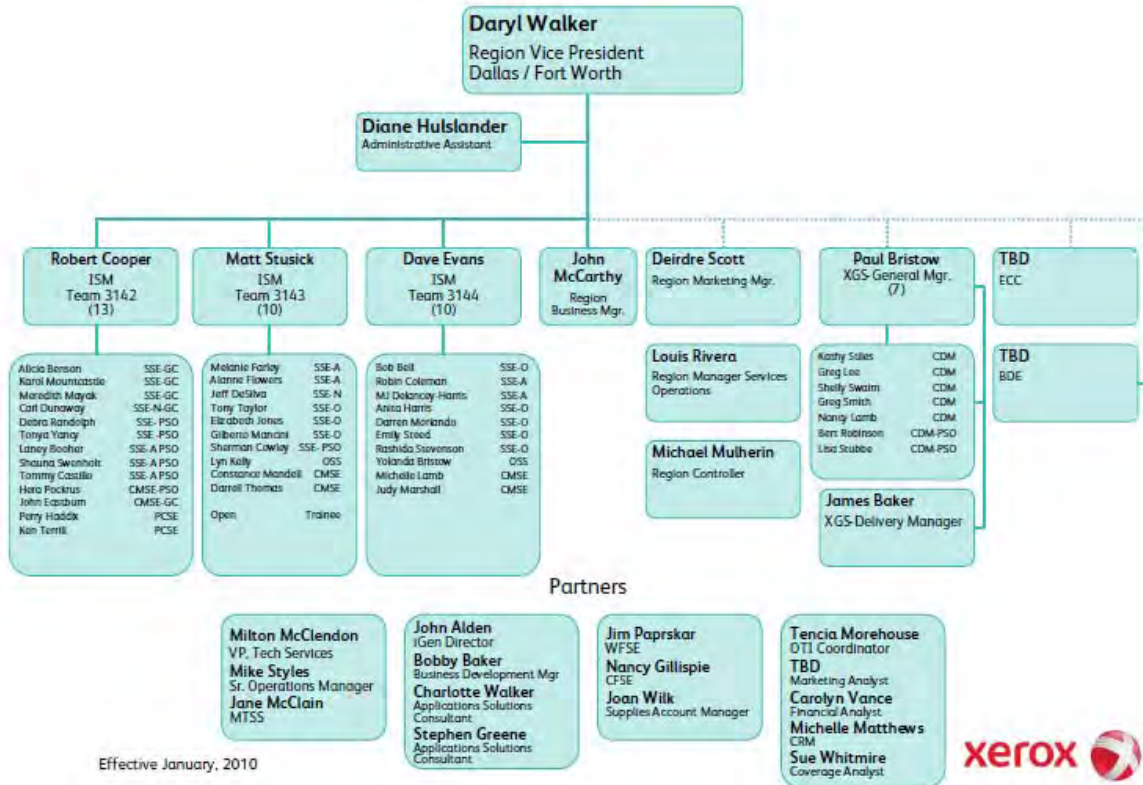 Daryl Walker
Region Vice President
Dallas / Fort Worth
Diane Hulslander
Administrative Assistant
Robert Cooper
ISM
Team 3142
(13)
Matt Stusick
ISM
Team 3143
(10)
Dave Evans
ISM
Team 3144
(10)
John
McCarthy
Region
Business Mgr.
Deirdre Scott
Region Marketing Mgr.
Paul Bristow
XGS-General Mgr.
(7)
TBD
ECC
Alicia Benson SSE-GC
Karol Mountcastle SSE-GC
Meredith Mayak SSE-GC
Carl Dunaway SSE-N-GC
Debra Randolph SSE- PSO
Tonya Yancy SSE -PSO
Laney Booher SSE-A PSO
Shauna Swenholt SSE-A PSO
Tommy Castillo SSE-A PSO
Hera Pockrus CMSE-PSO
John Eastburn CMSE-GC
Perry Haddix PCSE
Ken Terrill PCSE
Melanie Farley SSE-A
Alanne Flowers SSE-A
Jeff DeSilva SSE-N
Tony Taylor SSE-O
Elizabeth Jones SSE-O
Gilberto Mancini SSE-O
Sherman Cowley SSE- PSO
Lyn Kelly OSS
Constance Mandell CMSE
Darrell Thomas CMSE
Open Trainee
Bob Bell SSE-O
Robin Coleman SSE-A
MJ Delancey-Harris SSE-A
Anita Harris SSE-O
Darren Morlando SSE-O
Emily Steed SSE-O
Rashida Stevenson SSE-O
Yolanda Bristow OSS
Michelle Lamb CMSE
Judy Marshall CMSE
Louis Rivera
Region Manager Services
Operations
Michael Mulherin
Region Controller
Kathy Stiles CDM
Greg Lee CDM
Shelly Swaim CDM
Greg Smith CDM
Nancy Lamb CDM
Bert Robinson CDM-PSO
Lisa Stubbe CDM-PSO
James Baker
XGS-Delivery Manager
TBD
BDE
Partners
Milton McClendon
VP, Tech Services
Mike Styles
Sr. Operations Manager
Jane McClain
MTSS
John Alden
iGen Director
Bobby Baker
Business Development Mgr
Charlotte Walker
Applications Solutions
Consultant
Stephen Greene
Applications Solutions
Consultant
Jim Paprskar
WFSE
Nancy Gillispie
CFSE
Joan Wilk
Supplies Account Manager
Tencia Morehouse
OTI Coordinator
TBD
Marketing Analyst
Carolyn Vance
Financial Analyst
Michelle Matthews
CRM
Sue Whitmire
Coverage Analyst
Effective January, 2010
xerox